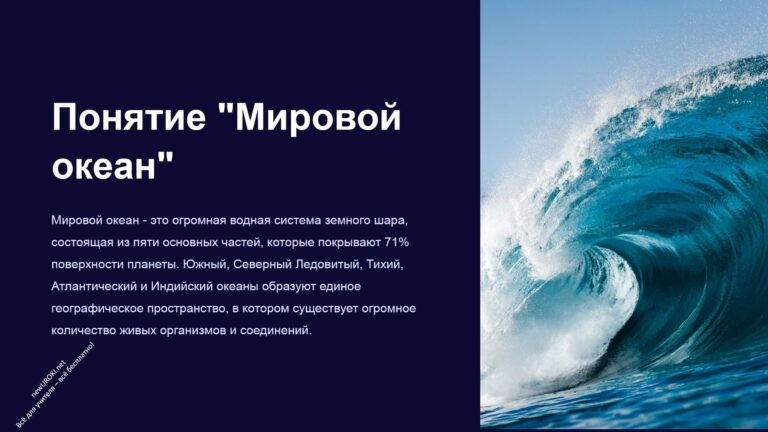 Понятие "Мировой
океан"
Мировой океан - это огромная водная система земного шара,
состоящая из пяти основных частей, которые покрывают 71%
поверхности планеты. Южный, Северный Ледовитый, Тихий,
Атлантический и Индийский океаны образуют единое
географическое пространство, в котором существует огромное
количество живых организмов и соединений.
newUROKI.net
Всё для учителя – всё бесплатно!